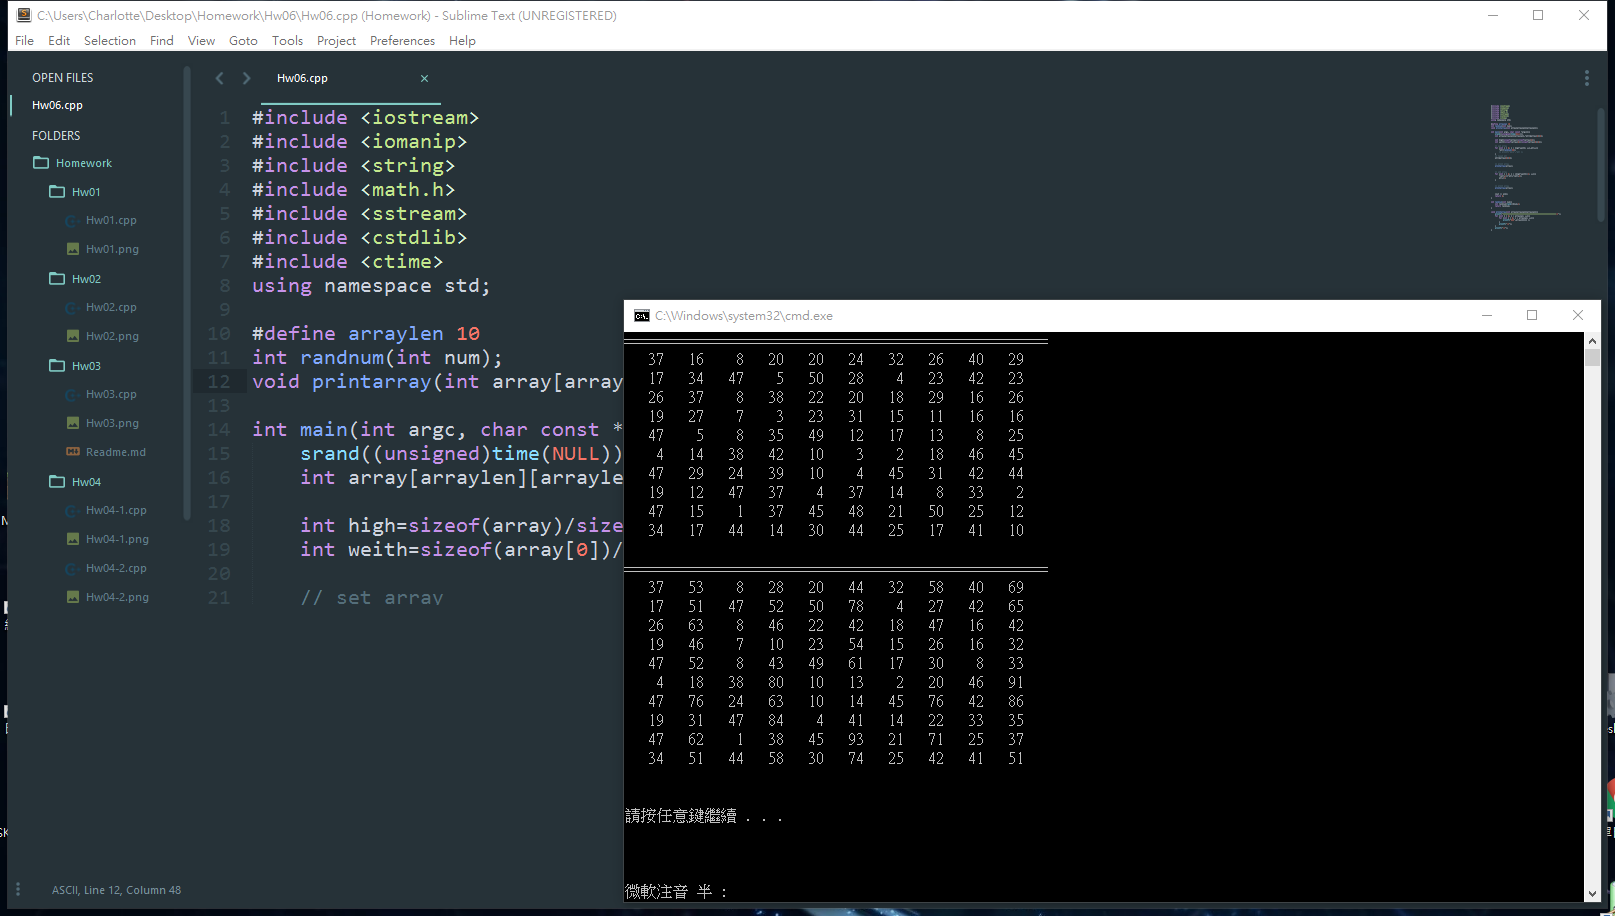 C:\Users\Charlotte\Desktop\Homework\Hw06\Hw06.cpp (Homework) - Sublime Text (UNREGISTERED)
File Edit Selection Find View Goto Tools Project Preferences Help
OPEN FILES
Hw06.cpp
FOLDERS
Homework
Hw01
Hw01.cpp
Hw01.png
Hw02
Hw02.cpp
Hw02.png
Hw03
Hw03.cpp
Hw03.png
Readme.md
Hw04
Hw04-1.cpp
Hw04-1.png
Hw04-2.cpp
Hw04-2.png
Hw06.cpp
1 #include <iostream>
2 #include <iomanip>
3 #include <string>
4 #include <math.h>
5 #include <sstream>
6 #include <cstdlib>
7 #include <ctime>
8 using namespace std;
9
10 #define arraylen 10
11 int randnum(int num);
12 void printarray(int array[array
13
14 int main(int argc, char const *
15 srand((unsigned)time(NULL))
16 int array[arraylen][arrayle
17
18 int high=sizeof(array)/size
19 int weith=sizeof(array[0])/
20
21 // set array
ASCII, Line 12, Column 48
C:\Windows\system32\cmd.exe
37 16 8 20 20 24 32 26 40 29
17 34 47 5 50 28 4 23 42 23
26 37 8 38 22 20 18 29 16 26
19 27 7 3 23 31 15 11 16 16
47 5 8 35 49 12 17 13 8 25
4 14 38 42 10 3 2 18 46 45
47 29 24 39 10 4 45 31 42 44
19 12 47 37 4 37 14 8 33 2
47 15 1 37 45 48 21 50 25 12
34 17 44 14 30 44 25 17 41 10
37 53 8 28 20 44 32 58 40 69
17 51 47 52 50 78 4 27 42 65
26 63 8 46 22 42 18 47 16 42
19 46 7 10 23 54 15 26 16 32
47 52 8 43 49 61 17 30 8 33
4 18 38 80 10 13 2 20 46 91
47 76 24 63 10 14 45 76 42 86
19 31 47 84 4 41 14 22 33 35
47 62 1 38 45 93 21 71 25 37
34 51 44 58 30 74 25 42 41 51
請按任意鍵繼續 . . .
微軟注音 半 :